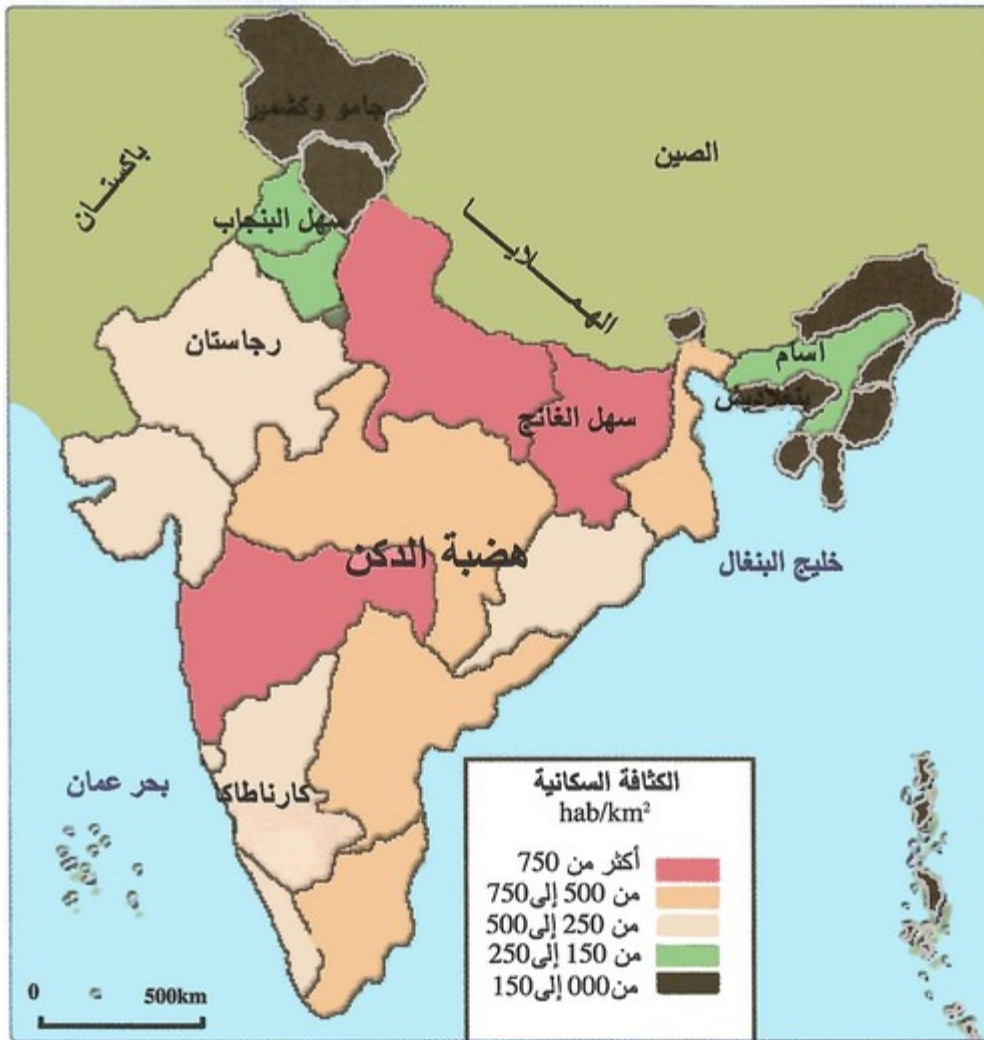 جامو وكشمير
الصين
باكستان
سهل البنجاب
الهملايا
رجاستان
اسام
بنغلاديش
سهل الغانج
هضبة الدكن
خليج البنغال
بحر عمان
كارناطاكا
الكثافة السكانية
hab/km²
أكثر من 750
من 500 إلى750
من 250 إلى500
من 150 إلى250
من000 إلى150
0 500km